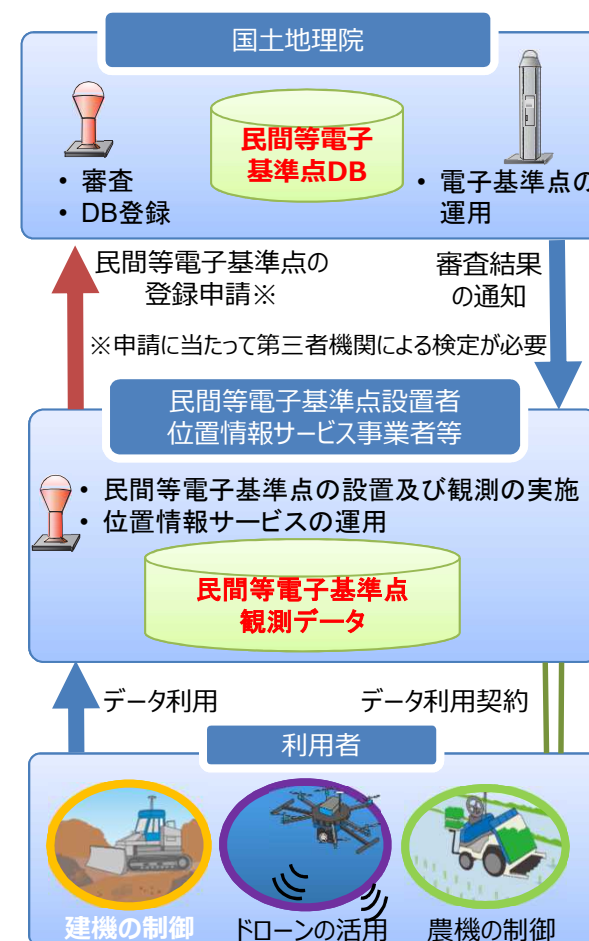 国土地理院
民間等電子
基準点DB
• 審査
• DB登録
• 電子基準点の
運用
民間等電子基準点の
登録申請※
審査結果
の通知
※申請に当たって第三者機関による検定が必要
民間等電子基準点設置者
位置情報サービス事業者等
• 民間等電子基準点の設置及び観測の実施
• 位置情報サービスの運用
民間等電子基準点
観測データ
データ利用
データ利用契約
利用者
建機の制御
ドローンの活用
農機の制御